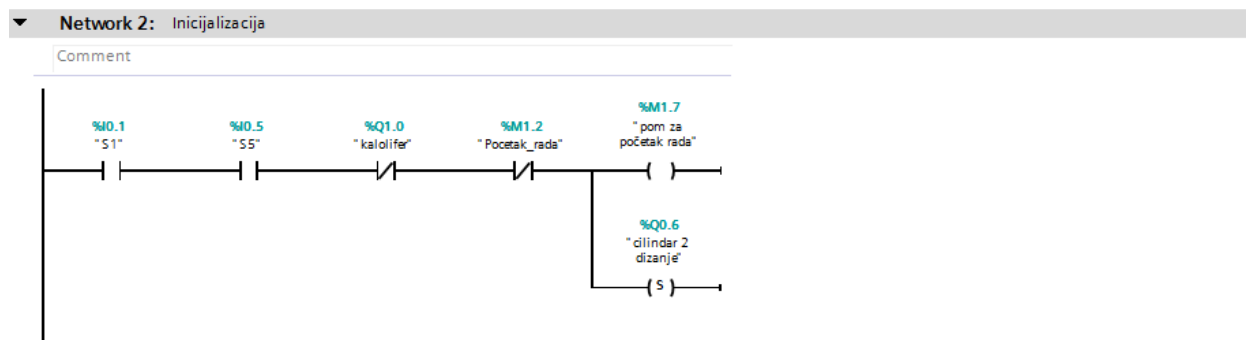 Network 2: Inicijalizacija
Comment
%I0.1
"S1"
%I0.5
"S5"
%Q1.0
"kalolifer"
%M1.2
"Pocetak_rada"
%M1.7
"pom za
početak rada"
%Q0.6
"cilindar 2
dizanje"
S